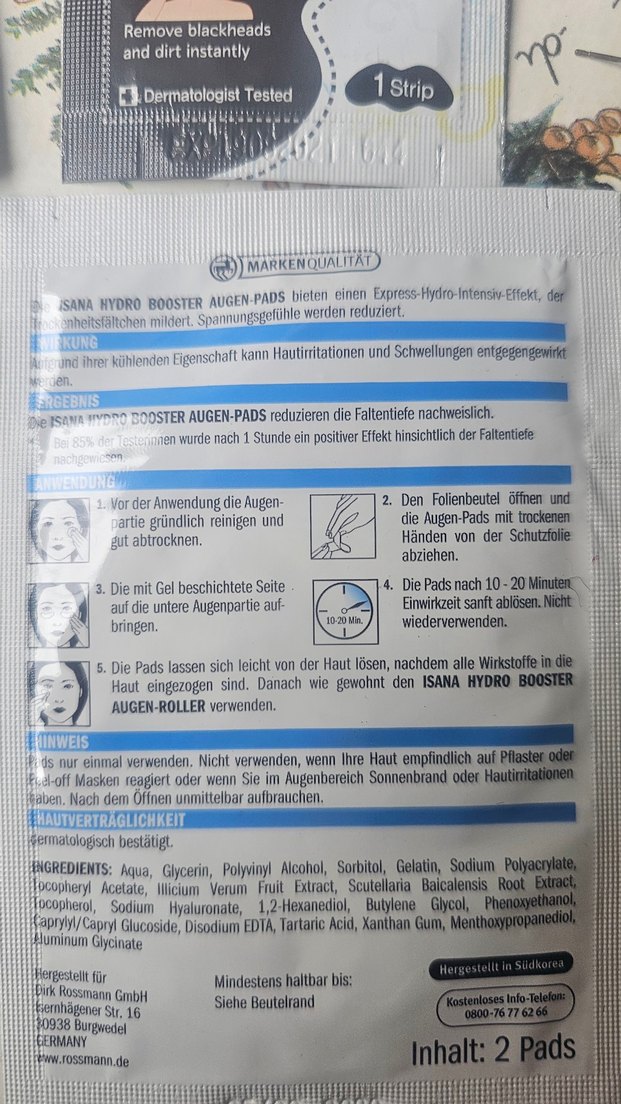 Remove blackheads
and dirt instantly
Dermatologist Tested
1 Strip
MARKENQUALITÄT
Die ISANA HYDRO BOOSTER AUGEN-PADS bieten einen Express-Hydro-Intensiv-Effekt, der
Trockenheitsfältchen mildert. Spannungsgefühle werden reduziert.
WIRKUNG
Aufgrund ihrer kühlenden Eigenschaft kann Hautirritationen und Schwellungen entgegengewirkt
werden.
ERGEBNIS
Die ISANA HYDRO BOOSTER AUGEN-PADS reduzieren die Faltentiefe nachweislich.
Bei 85% der Testerinnen wurde nach 1 Stunde ein positiver Effekt hinsichtlich der Faltentiefe
nachgewiesen.
ANWENDUNG
1. Vor der Anwendung die Augen-
partie gründlich reinigen und
gut abtrocknen.
2. Den Folienbeutel öffnen und
die Augen-Pads mit trockenen
Händen von der Schutzfolie
abziehen.
3. Die mit Gel beschichtete Seite
auf die untere Augenpartie auf-
bringen.
10-20 Min.
4. Die Pads nach 10 - 20 Minuten
Einwirkzeit sanft ablösen. Nicht
wiederverwenden.
5. Die Pads lassen sich leicht von der Haut lösen, nachdem alle Wirkstoffe in die
Haut eingezogen sind. Danach wie gewohnt den ISANA HYDRO BOOSTER
AUGEN-ROLLER verwenden.
HINWEIS
Pads nur einmal verwenden. Nicht verwenden, wenn Ihre Haut empfindlich auf Pflaster oder
Peel-off Masken reagiert oder wenn Sie im Augenbereich Sonnenbrand oder Hautirritationen
haben. Nach dem Öffnen unmittelbar aufbrauchen.
HAUTVERTRÄGLICHKEIT
Dermatologisch bestätigt.
INGREDIENTS: Aqua, Glycerin, Polyvinyl Alcohol, Sorbitol, Gelatin, Sodium Polyacrylate,
Tocopheryl Acetate, Illicium Verum Fruit Extract, Scutellaria Baicalensis Root Extract,
Tocopherol, Sodium Hyaluronate, 1,2-Hexanediol, Butylene Glycol, Phenoxyethanol,
Caprylyl/Capryl Glucoside, Disodium EDTA, Tartaric Acid, Xanthan Gum, Menthoxypropanediol,
Aluminum Glycinate
Hergestellt für
Dirk Rossmann GmbH
Isernhägener Str. 16
30938 Burgwedel
GERMANY
www.rossmann.de
Mindestens haltbar bis:
Siehe Beutelrand
Hergestellt in Südkorea
Kostenloses Info-Telefon:
0800-76 77 62 66
Inhalt: 2 Pads